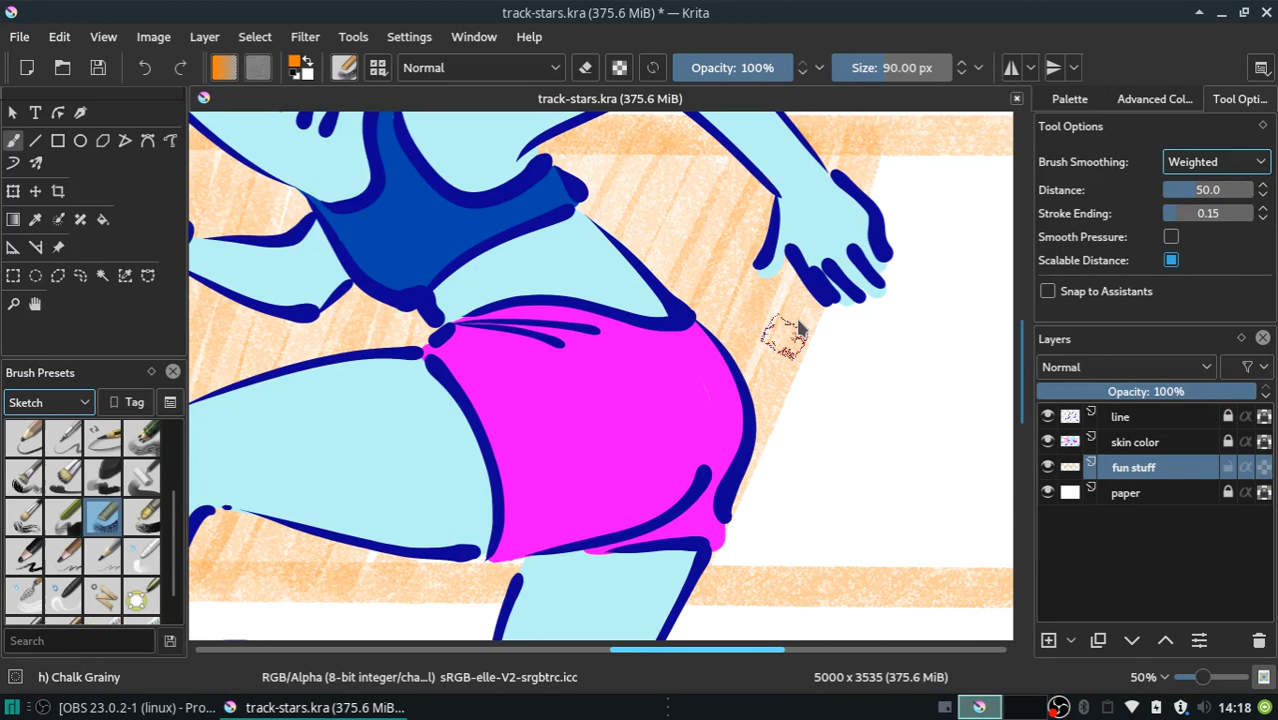 track-stars.kra (375.6 MiB) * — Krita
File Edit View Image Layer Select Filter Tools Settings Window Help
Normal Opacity: 100% Size: 90.00 px
track-stars.kra (375.6 MiB)
Palette Advanced Col... Tool Opti...
Tool Options
Brush Smoothing: Weighted
Distance: 50.0
Stroke Ending: 0.15
Smooth Pressure:
Scalable Distance:
Snap to Assistants
Layers
Normal
Opacity: 100%
line
skin color
fun stuff
paper
Brush Presets
Sketch Tag
Search
h) Chalk Grainy RGB/Alpha (8-bit integer/cha...l) sRGB-elle-V2-srgbtrc.icc 5000 x 3535 (375.6 MiB) 50%
[OBS 23.0.2-1 (linux) - Pro... track-stars.kra (375.6 MiB... 14:18